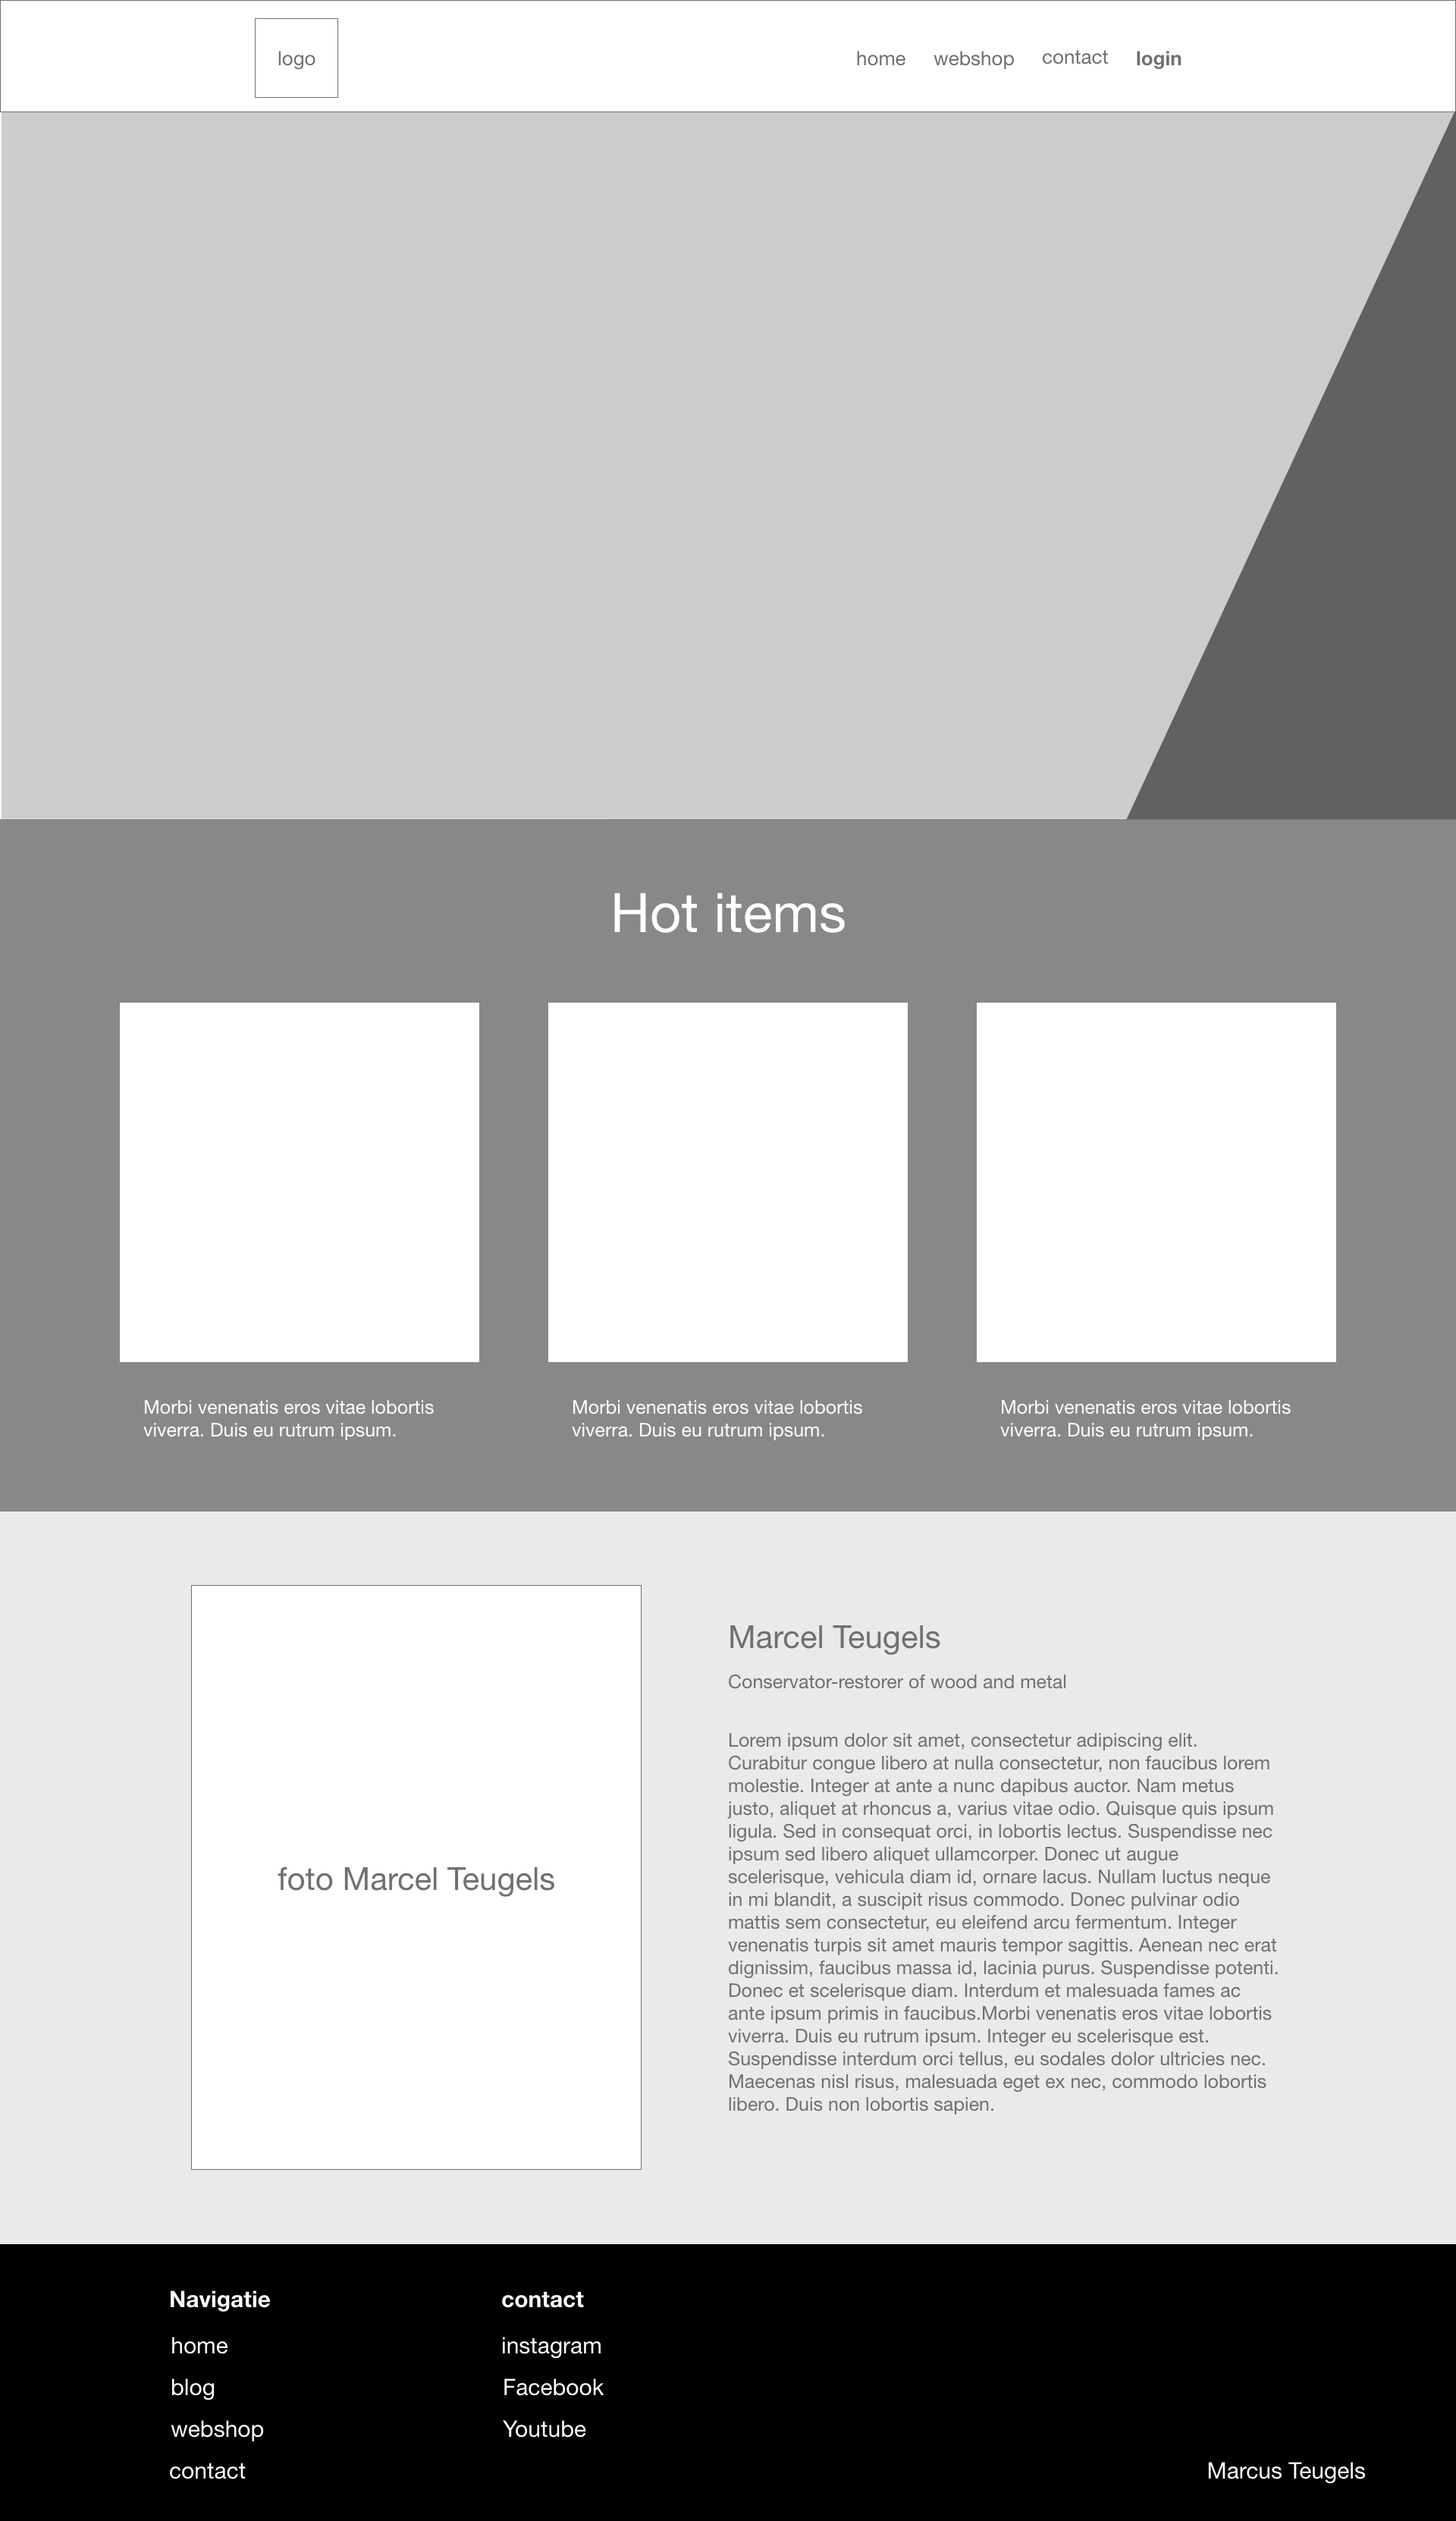 logo
home webshop contact login
Hot items
Morbi venenatis eros vitae lobortis
viverra. Duis eu rutrum ipsum.
Morbi venenatis eros vitae lobortis
viverra. Duis eu rutrum ipsum.
Morbi venenatis eros vitae lobortis
viverra. Duis eu rutrum ipsum.
foto Marcel Teugels
Marcel Teugels
Conservator-restorer of wood and metal
Lorem ipsum dolor sit amet, consectetur adipiscing elit.
Curabitur congue libero at nulla consectetur, non faucibus lorem
molestie. Integer at ante a nunc dapibus auctor. Nam metus
justo, aliquet at rhoncus a, varius vitae odio. Quisque quis ipsum
ligula. Sed in consequat orci, in lobortis lectus. Suspendisse nec
ipsum sed libero aliquet ullamcorper. Donec ut augue
scelerisque, vehicula diam id, ornare lacus. Nullam luctus neque
in mi blandit, a suscipit risus commodo. Donec pulvinar odio
mattis sem consectetur, eu eleifend arcu fermentum. Integer
venenatis turpis sit amet mauris tempor sagittis. Aenean nec erat
dignissim, faucibus massa id, lacinia purus. Suspendisse potenti.
Donec et scelerisque diam. Interdum et malesuada fames ac
ante ipsum primis in faucibus.Morbi venenatis eros vitae lobortis
viverra. Duis eu rutrum ipsum. Integer eu scelerisque est.
Suspendisse interdum orci tellus, eu sodales dolor ultricies nec.
Maecenas nisl risus, malesuada eget ex nec, commodo lobortis
libero. Duis non lobortis sapien.
Navigatie
home
blog
webshop
contact
contact
instagram
Facebook
Youtube
Marcus Teugels